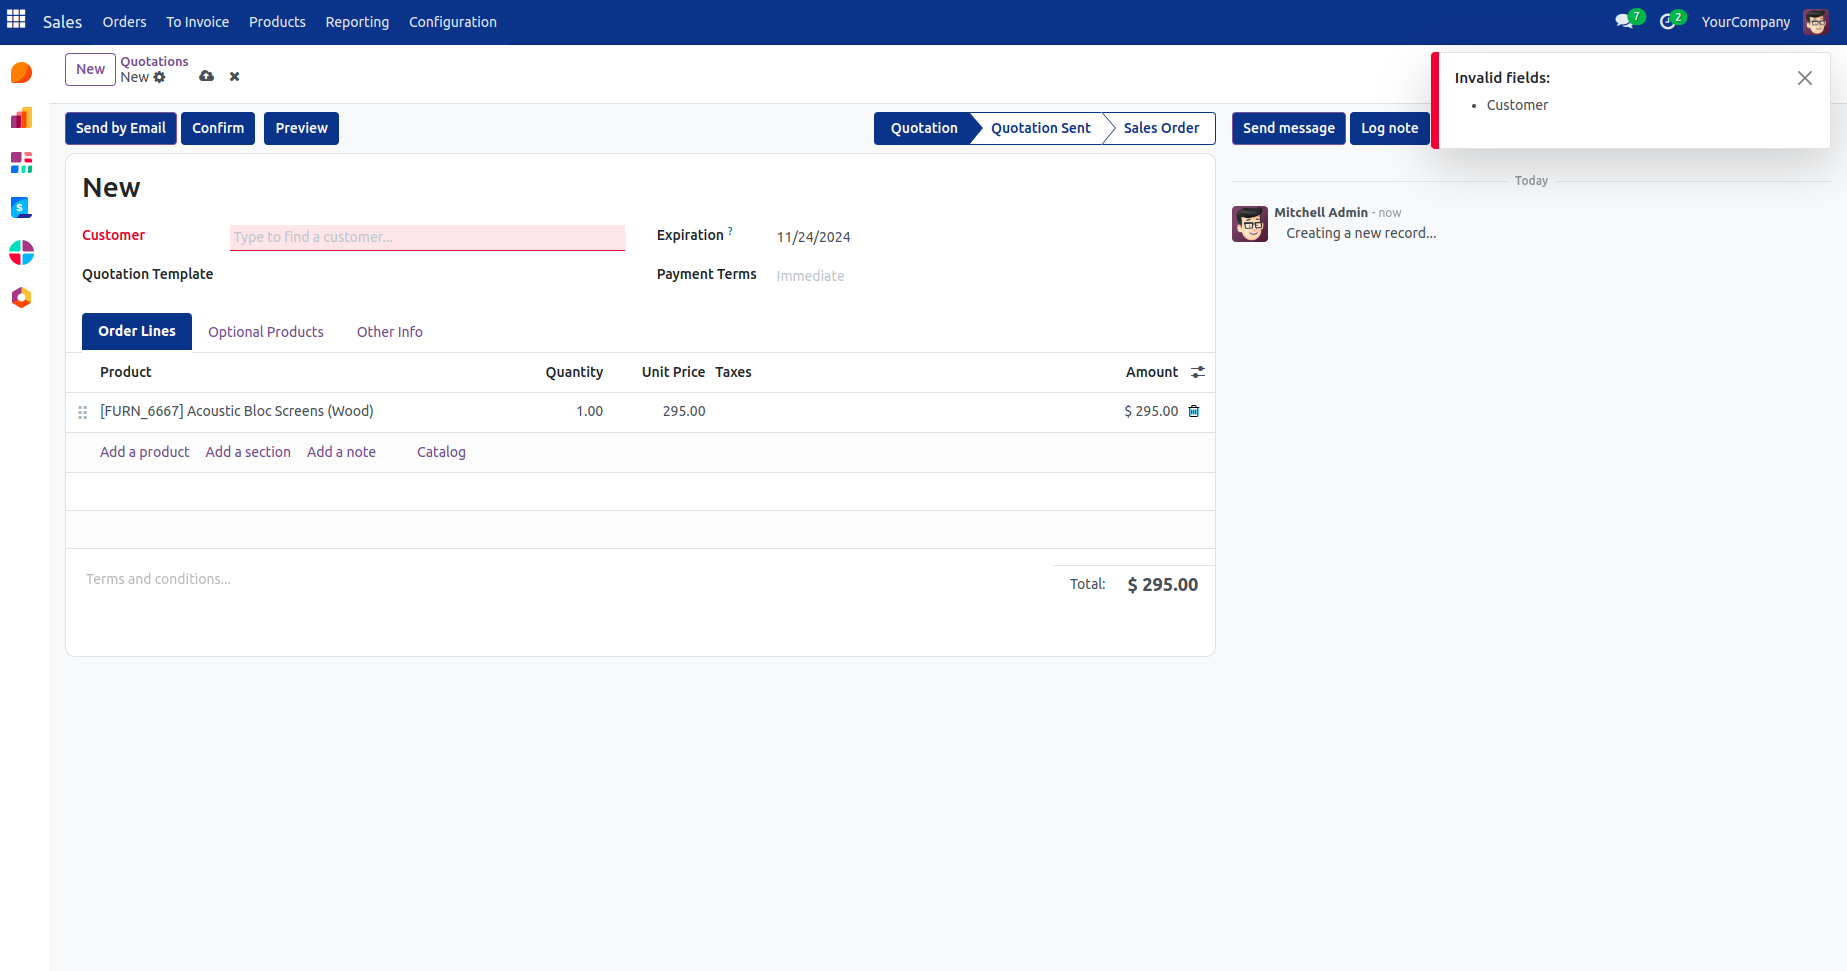 Sales Orders To Invoice Products Reporting Configuration 7 2 YourCompany
New Quotations
New
Invalid fields:
Customer
Send by Email Confirm Preview Quotation Quotation Sent Sales Order Send message Log note
Today
New
Mitchell Admin - now
Creating a new record...
Customer Type to find a customer... Expiration ? 11/24/2024
Quotation Template Payment Terms Immediate
Order Lines Optional Products Other Info
Product Quantity Unit Price Taxes Amount
[FURN_6667] Acoustic Bloc Screens (Wood) 1.00 295.00 $ 295.00
Add a product Add a section Add a note Catalog
Terms and conditions...
Total: $ 295.00